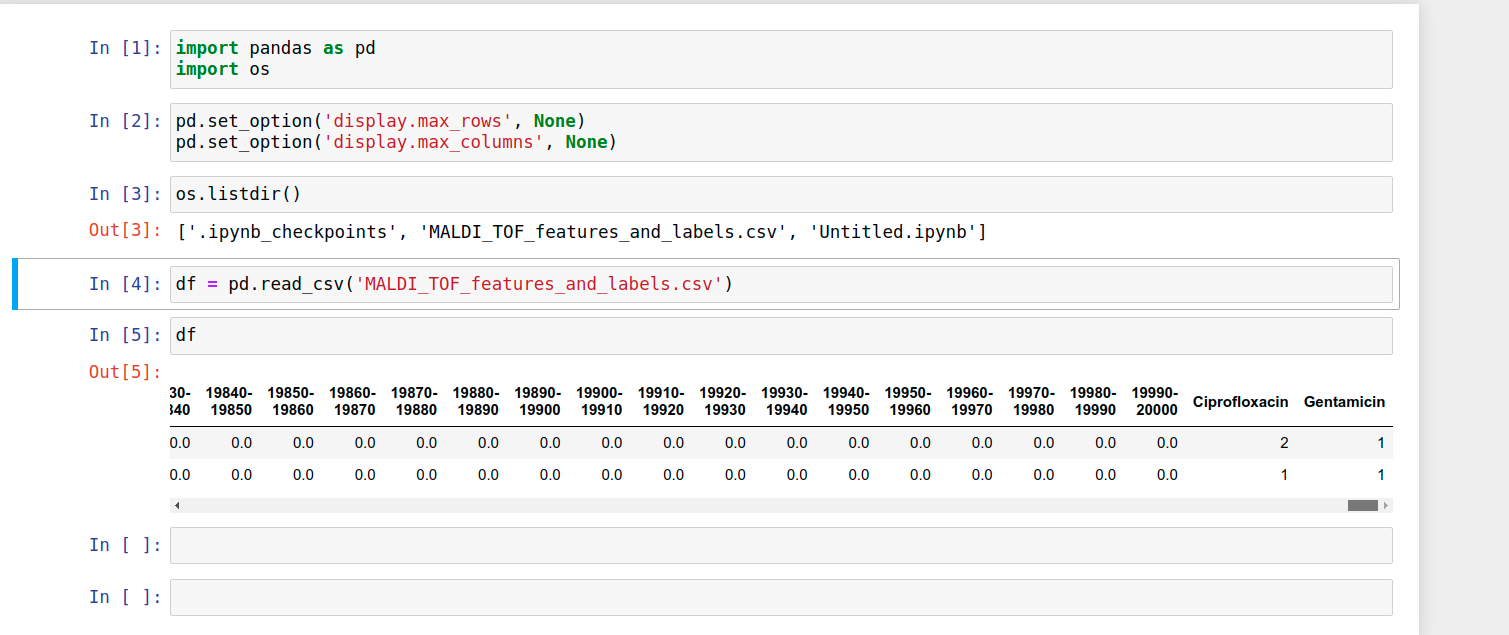 In [1]: import pandas as pd
import os
In [2]: pd.set_option('display.max_rows', None)
pd.set_option('display.max_columns', None)
In [3]: os.listdir()
Out[3]: ['.ipynb_checkpoints', 'MALDI_TOF_features_and_labels.csv', 'Untitled.ipynb']
In [4]: df = pd.read_csv('MALDI_TOF_features_and_labels.csv')
In [5]: df
Out[5]:
30- 19840- 19850- 19860- 19870- 19880- 19890- 19900- 19910- 19920- 19930- 19940- 19950- 19960- 19970- 19980- 19990- Ciprofloxacin Gentamicin
840 19850 19860 19870 19880 19890 19900 19910 19920 19930 19940 19950 19960 19970 19980 19990 20000
0.0 0.0 0.0 0.0 0.0 0.0 0.0 0.0 0.0 0.0 0.0 0.0 0.0 0.0 0.0 0.0 0.0 2 1
0.0 0.0 0.0 0.0 0.0 0.0 0.0 0.0 0.0 0.0 0.0 0.0 0.0 0.0 0.0 0.0 0.0 1 1
In [ ]:
In [ ]: